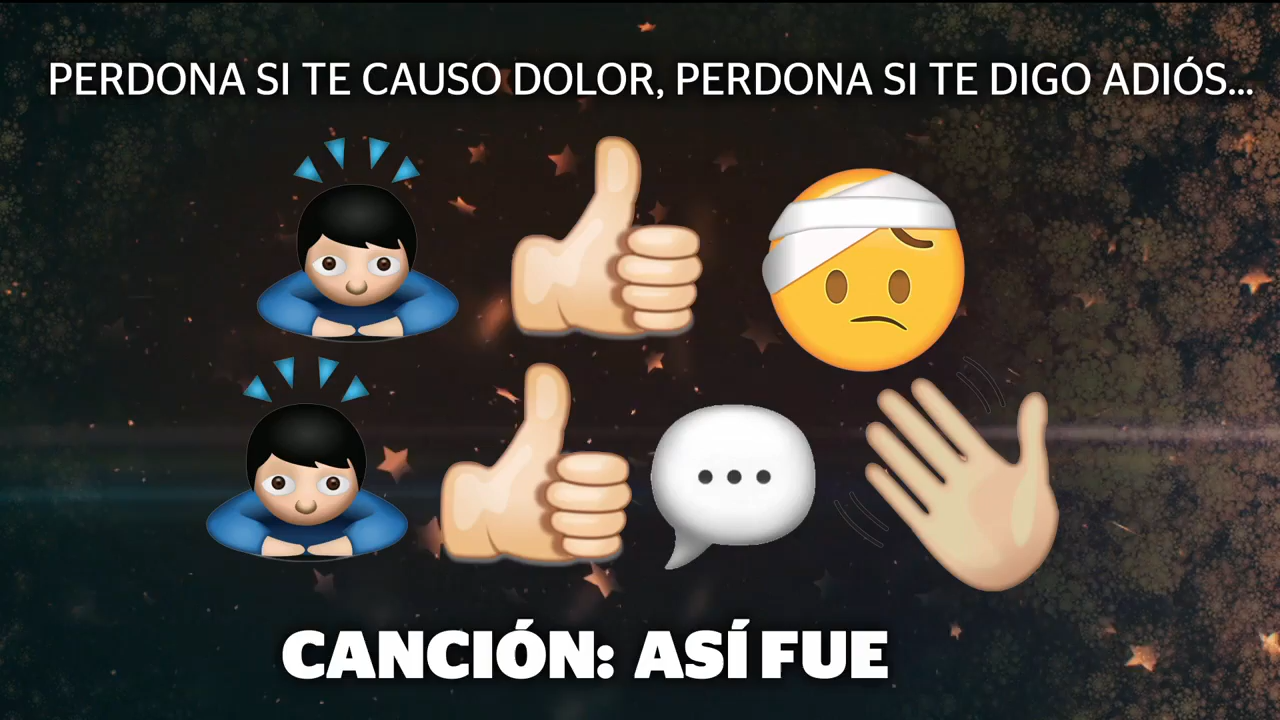 PERDONA SI TE CAUSO DOLOR, PERDONA SI TE DIGO ADIÓS...
CANCIÓN: ASÍ FUE